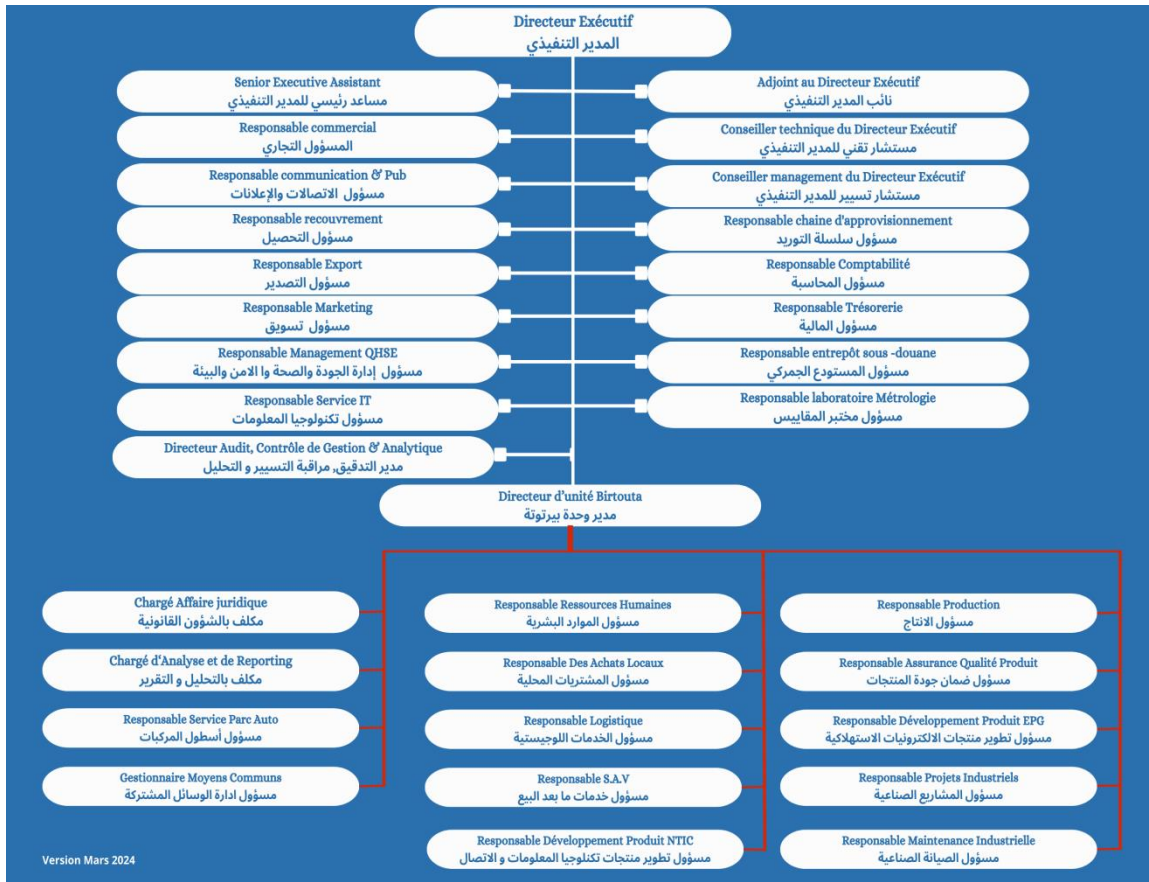 Directeur Exécutif
المدير التنفيذي
Senior Executive Assistant
مساعد رئيسي للمدير التنفيذي
Adjoint au Directeur Exécutif
نائب المدير التنفيذي
Responsable commercial
المسؤول التجاري
Conseiller technique du Directeur Exécutif
مستشار تقني للمدير التنفيذي
Responsable communication & Pub
مسؤول الاتصالات والإعلانات
Conseiller management du Directeur Exécutif
مستشار تسيير للمدير التنفيذي
Responsable recouvrement
مسؤول التحصيل
Responsable chaine d'approvisionnement
مسؤول سلسلة التوريد
Responsable Export
مسؤول التصدير
Responsable Comptabilité
مسؤول المحاسبة
Responsable Marketing
مسؤول تسويق
Responsable Trésorerie
مسؤول المالية
Responsable Management QHSE
مسؤول إدارة الجودة والصحة وا الامن والبيئة
Responsable entrepôt sous -douane
مسؤول المستودع الجمركي
Responsable Service IT
مسؤول تكنولوجيا المعلومات
Responsable laboratoire Métrologie
مسؤول مختبر المقاييس
Directeur Audit, Contrôle de Gestion & Analytique
مدير التدقيق, مراقبة التسيير و التحليل
Directeur d’unité Birtouta
مدير وحدة بيرتوتة
Chargé Affaire juridique
مكلف بالشؤون القانونية
Chargé d‘Analyse et de Reporting
مكلف بالتحليل و التقرير
Responsable Service Parc Auto
مسؤول أسطول المركبات
Gestionnaire Moyens Communs
مسؤول ادارة الوسائل المشتركة
Responsable Ressources Humaines
مسؤول الموارد البشرية
Responsable Des Achats Locaux
مسؤول المشتريات المحلية
Responsable Logistique
مسؤول الخدمات اللوجيستية
Responsable S.A.V
مسؤول خدمات ما بعد البيع
Responsable Développement Produit NTIC
مسؤول تطوير منتجات تكنلوجيا المعلومات و الاتصال
Responsable Production
مسؤول الانتاج
Responsable Assurance Qualité Produit
مسؤول ضمان جودة المنتجات
Responsable Développement Produit EPG
مسؤول تطوير منتجات الالكترونيات الاستهلاكية
Responsable Projets Industriels
مسؤول المشاريع الصناعية
Responsable Maintenance Industrielle
مسؤول الصيانة الصناعية
Version Mars 2024